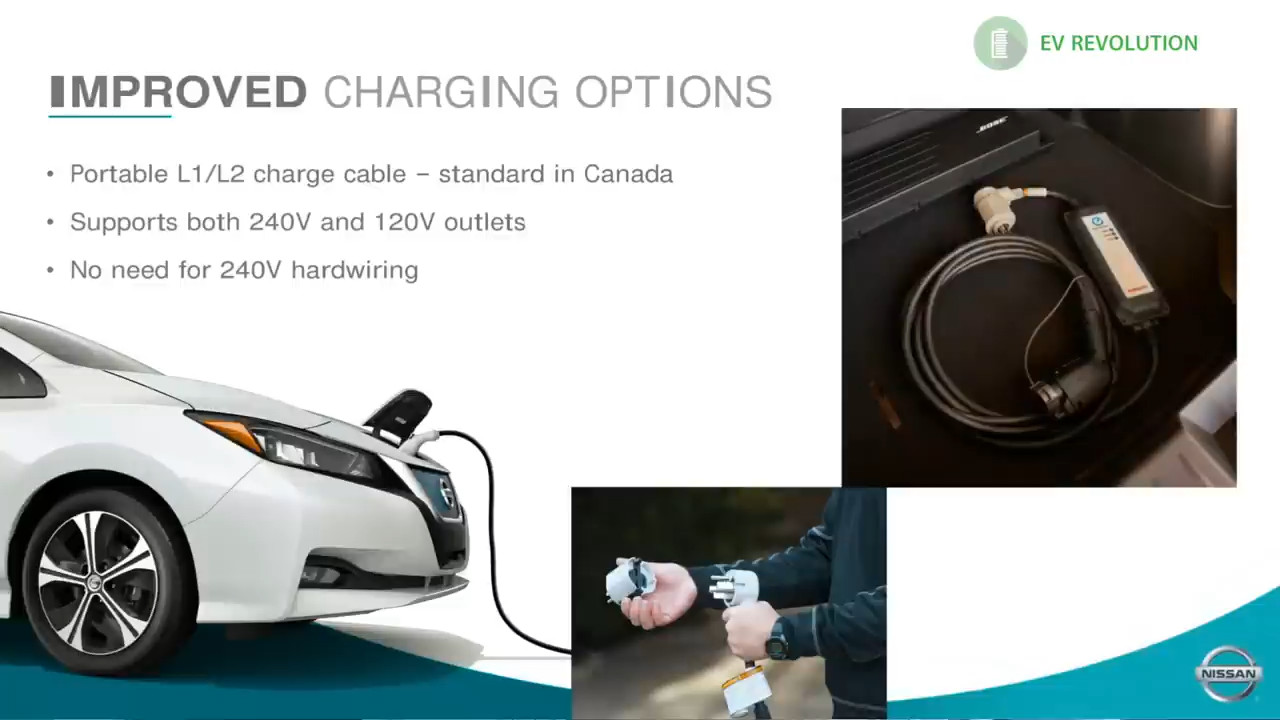 EV REVOLUTION
IMPROVED CHARGING OPTIONS
• Portable L1/L2 charge cable – standard in Canada
• Supports both 240V and 120V outlets
• No need for 240V hardwiring
BOSE
NISSAN